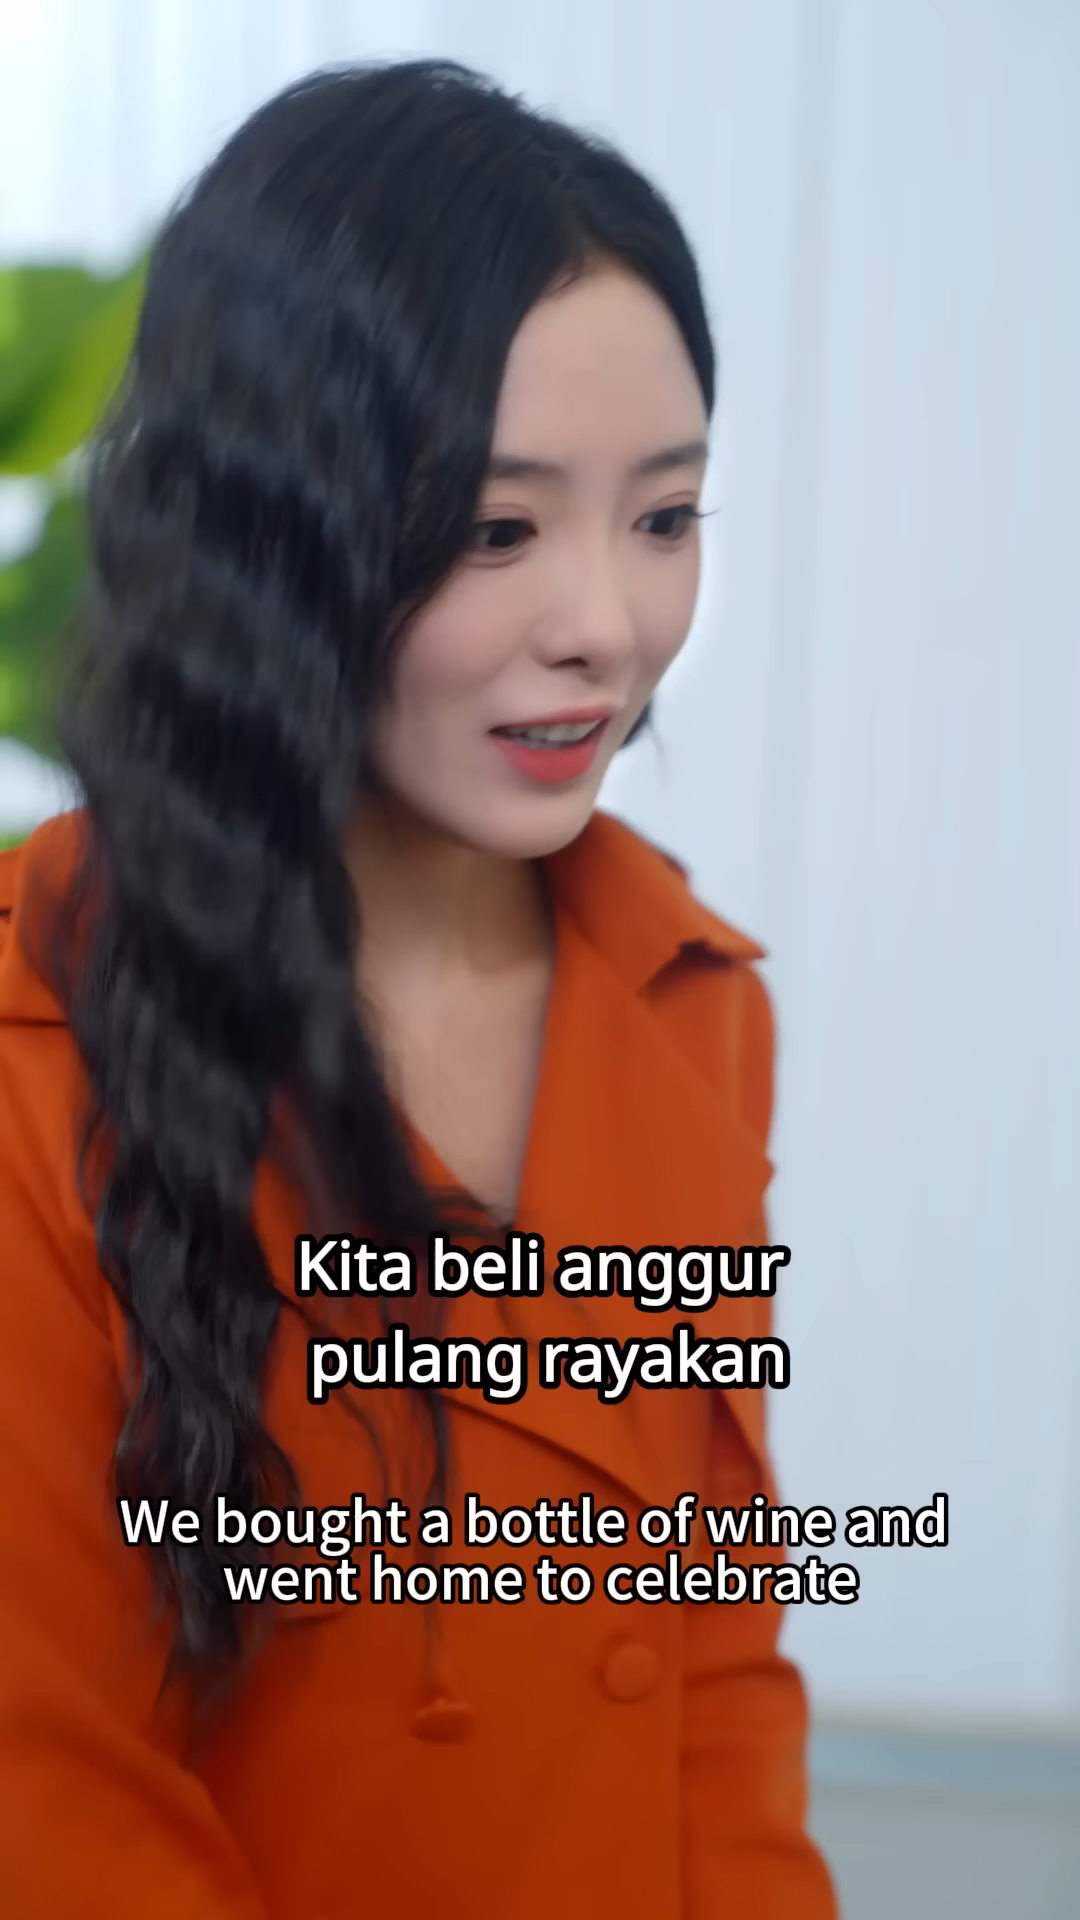 Kita beli anggur
pulang rayakan
We bought a bottle of wine and
went home to celebrate